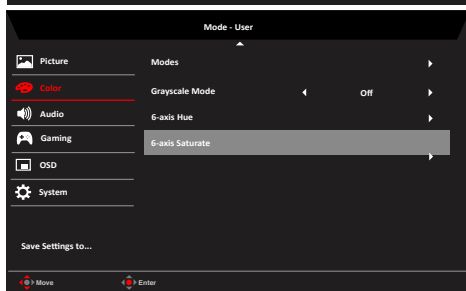 Mode - User
Picture
Modes
Color
Grayscale Mode
Off
Audio
6-axis Hue
Gaming
6-axis Saturate
OSD
System
Save Settings to...
Move
Enter